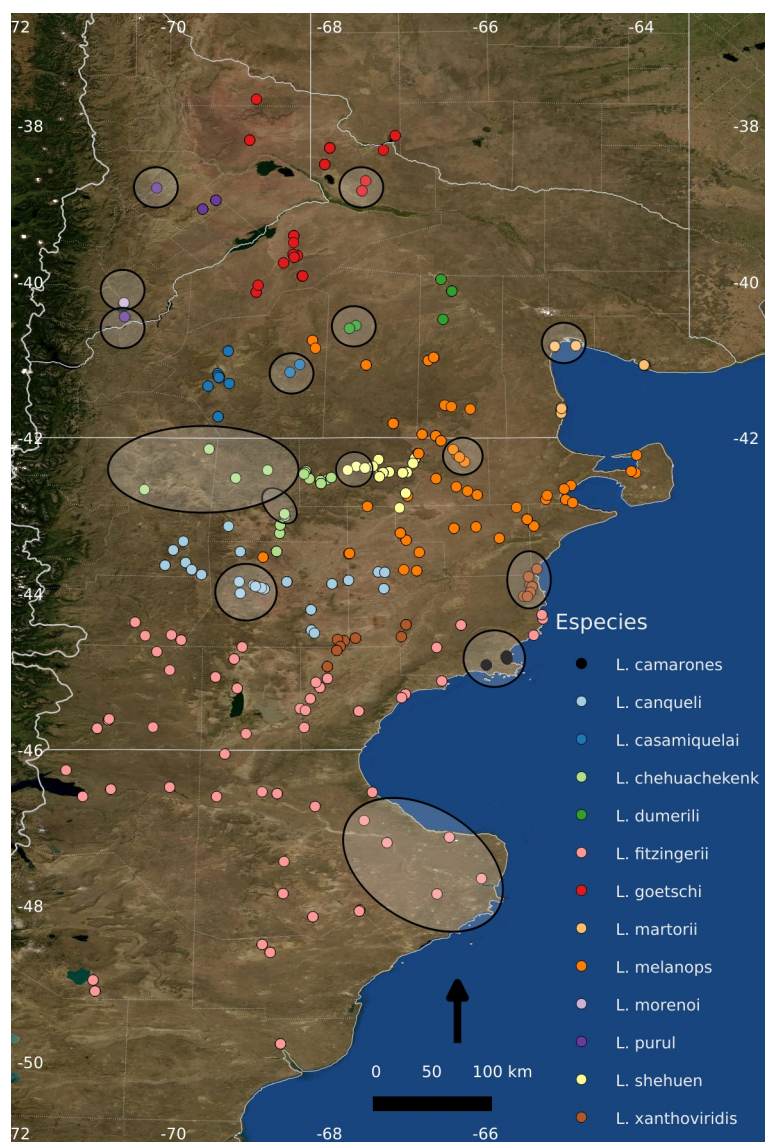 72 -70 -68 -66 -64
-38 -38
-40 -40
-42 -42
-44
Especies
L. camarones
L. canqueli
L. casamiquelai
-46
L. chehuachekenk
L. dumerili
L. fitzingerii
L. goetschi
-48
L. martorii
L. melanops
L. morenoi
L. purul
-50
0 50 100 km
L. shehuen
L. xanthoviridis
72 -70 -68 -66